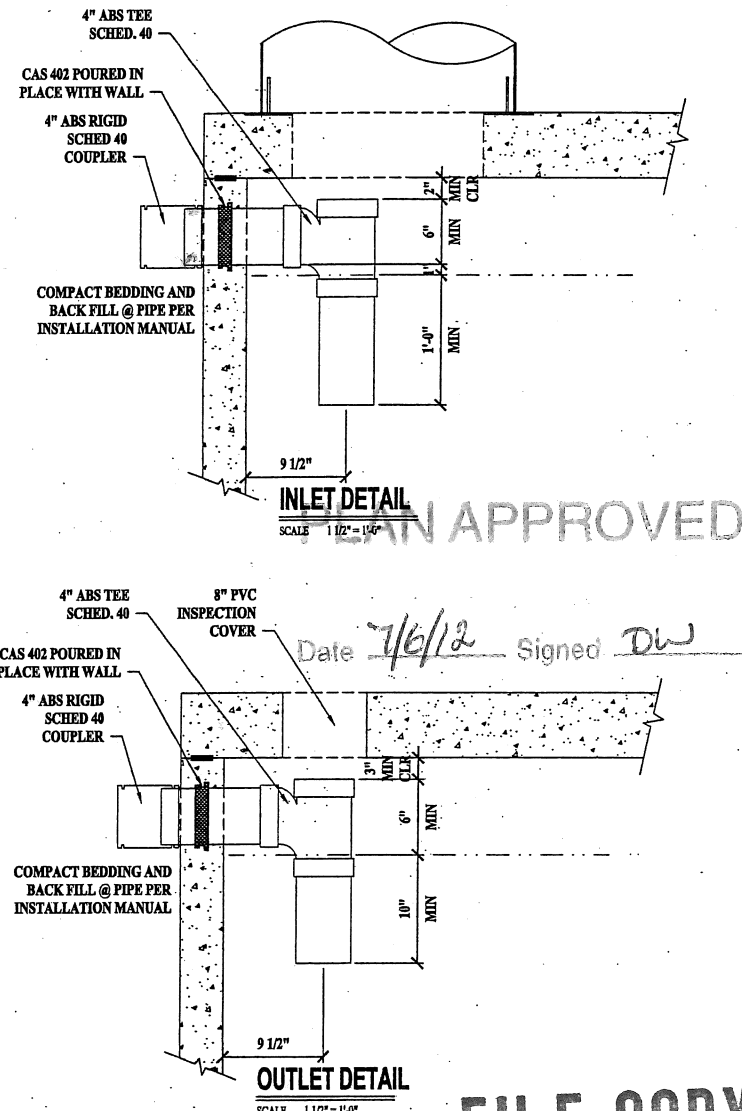 4" ABS TEE
SCHED. 40
CAS 402 POURED IN
PLACE WITH WALL
4" ABS RIGID
SCHED 40
COUPLER
COMPACT BEDDING AND
BACK FILL @ PIPE PER
INSTALLATION MANUAL
2" MIN CLR
6" MIN
1"
1'-0" MIN
9 1/2"
INLET DETAIL
SCALE 1 1/2" = 1'-0"
PLAN APPROVED
Date 7/6/12 Signed DW
4" ABS TEE
SCHED. 40
8" PVC
INSPECTION
COVER
CAS 402 POURED IN
PLACE WITH WALL
4" ABS RIGID
SCHED 40
COUPLER
COMPACT BEDDING AND
BACK FILL @ PIPE PER
INSTALLATION MANUAL
3" MIN CLR
6" MIN
10" MIN
9 1/2"
OUTLET DETAIL
SCALE 1 1/2" = 1'-0"
FILE COPY